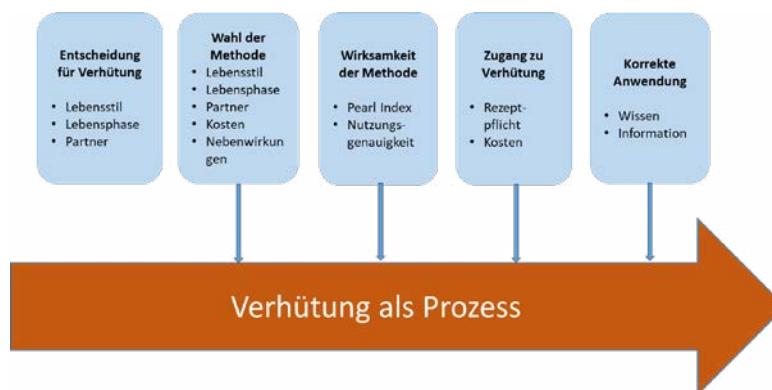 Entscheidung
für Verhütung
• Lebensstil
• Lebensphase
• Partner
Wahl der
Methode
• Lebensstil
• Lebensphase
• Partner
• Kosten
• Nebenwirkun
gen
Wirksamkeit
der Methode
• Pearl Index
• Nutzungs-
genauigkeit
Zugang zu
Verhütung
• Rezept-
pflicht
• Kosten
Korrekte
Anwendung
• Wissen
• Information
Verhütung als Prozess